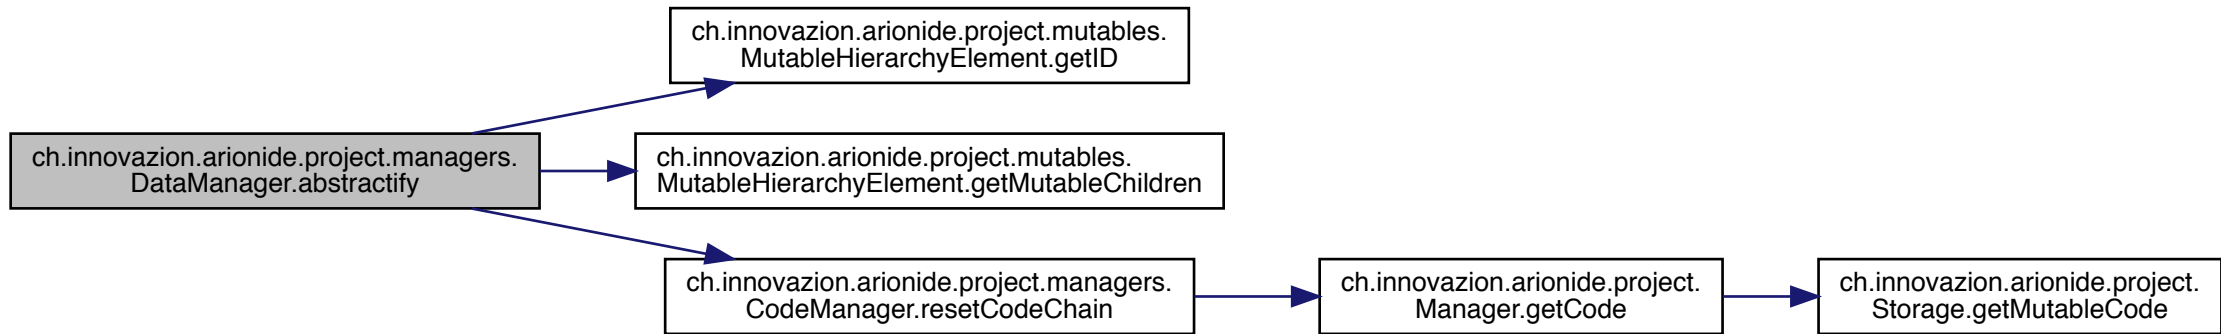 ch.innovazion.arionide.project.mutables.
MutableHierarchyElement.getID
ch.innovazion.arionide.project.managers.
DataManager.abstractify
ch.innovazion.arionide.project.mutables.
MutableHierarchyElement.getMutableChildren
ch.innovazion.arionide.project.managers.
CodeManager.resetCodeChain
ch.innovazion.arionide.project.
Manager.getCode
ch.innovazion.arionide.project.
Storage.getMutableCode